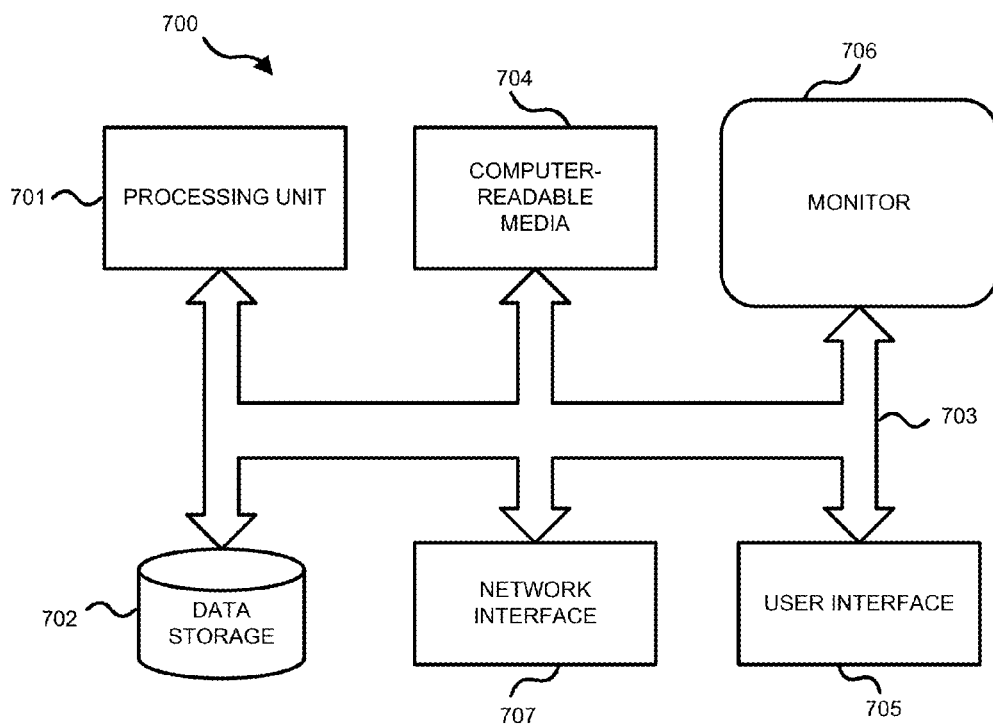 700
704
706
701
PROCESSING UNIT
COMPUTER-
READABLE
MEDIA
MONITOR
703
702
DATA
STORAGE
NETWORK
INTERFACE
USER INTERFACE
707
705